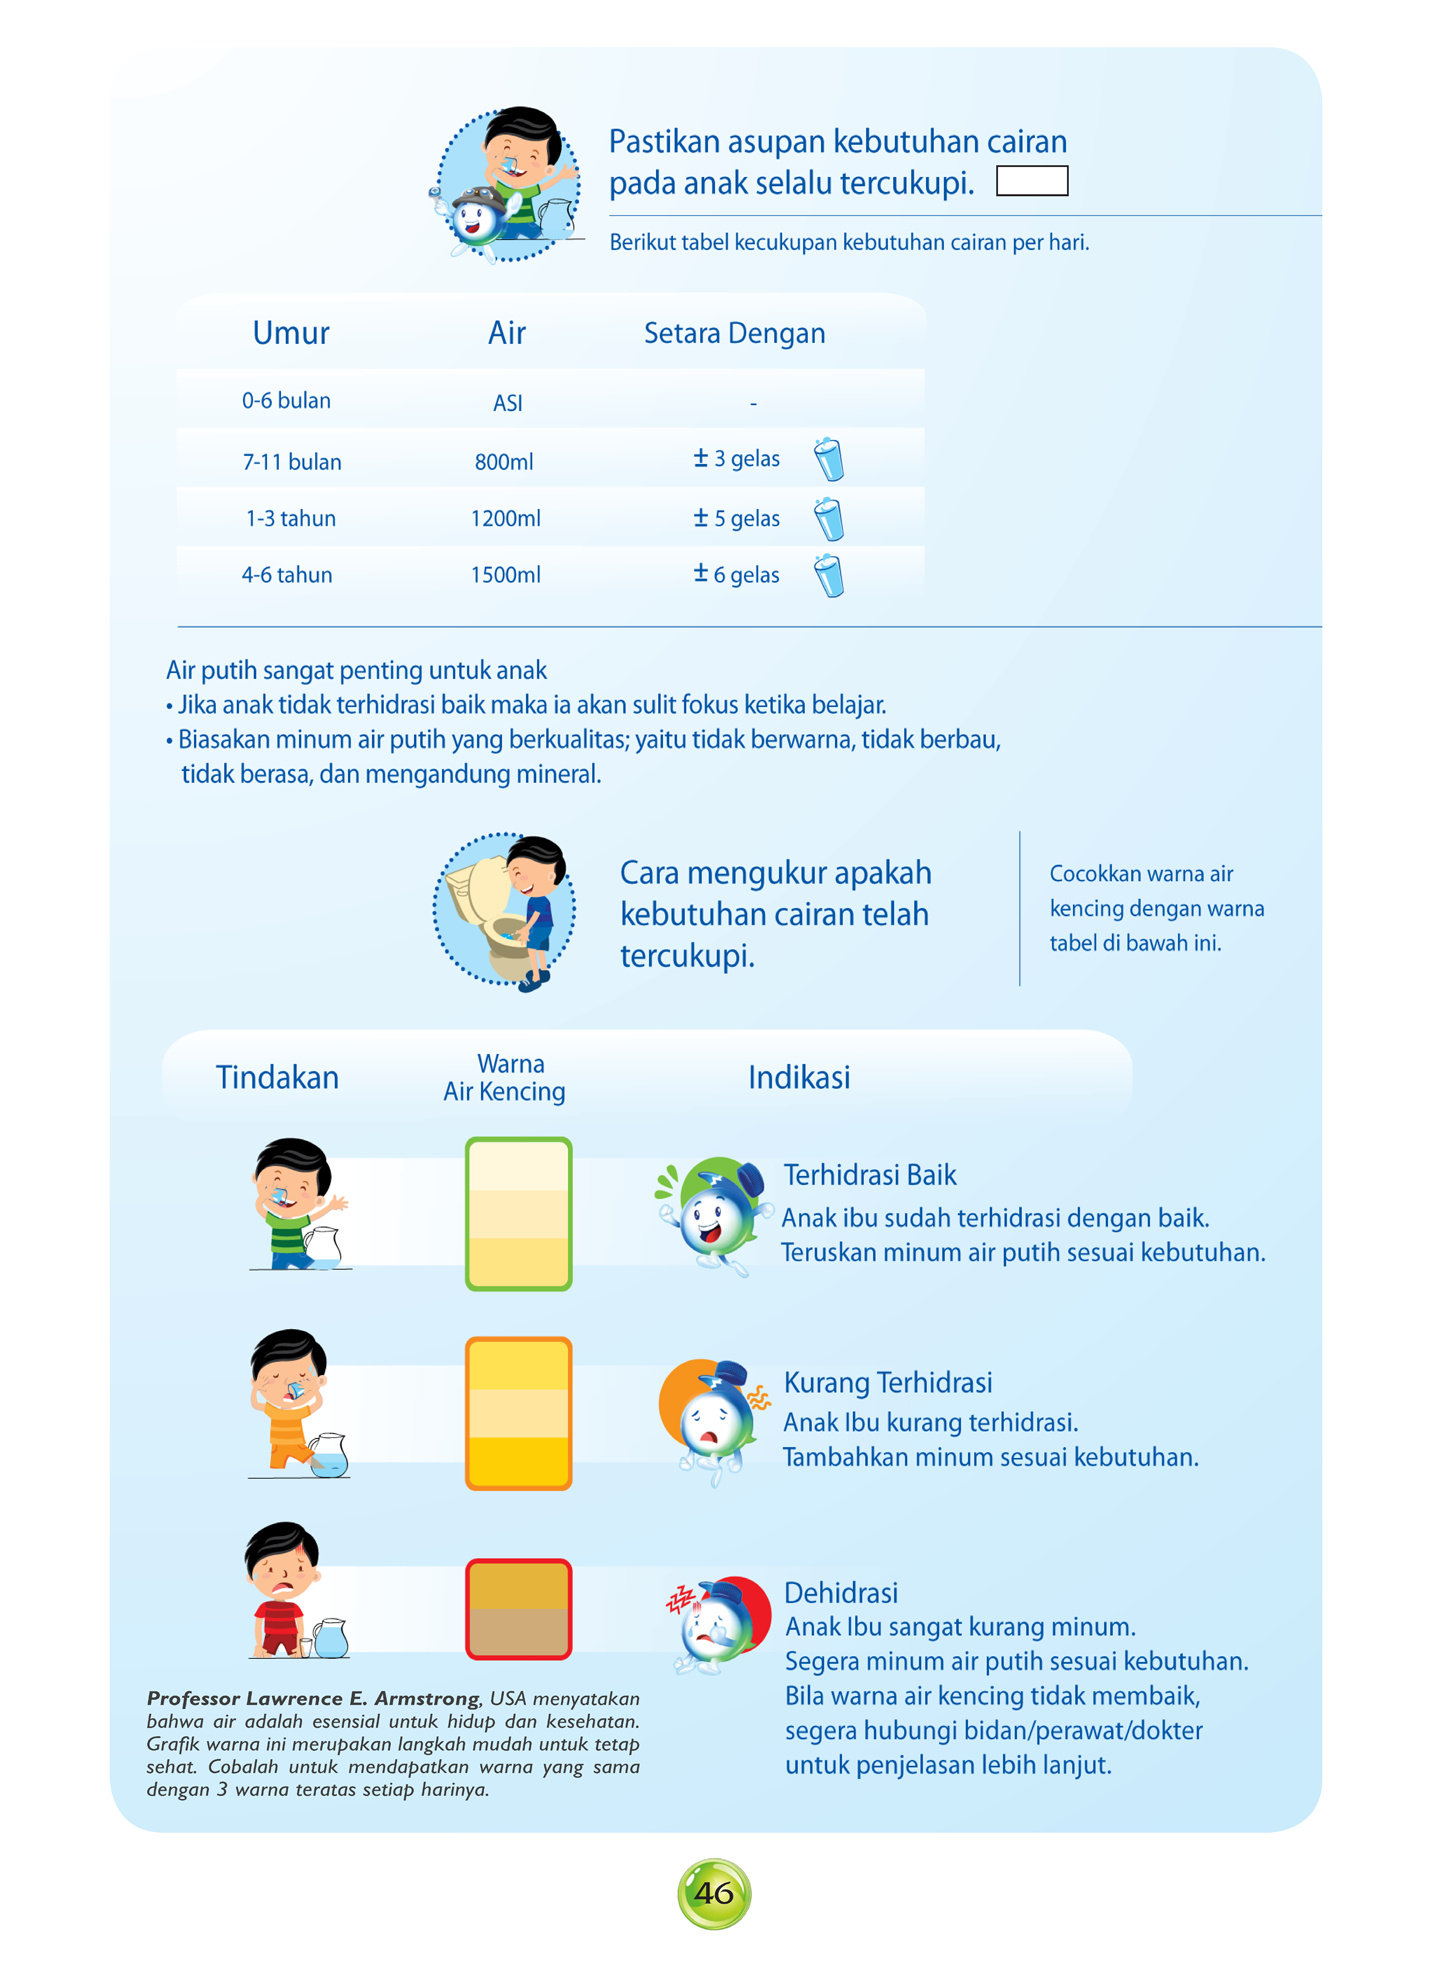 Pastikan asupan kebutuhan cairan
pada anak selalu tercukupi.
Berikut tabel kecukupan kebutuhan cairan per hari.
Umur Air Setara Dengan
0-6 bulan ASI -
7-11 bulan 800ml ± 3 gelas
1-3 tahun 1200ml ± 5 gelas
4-6 tahun 1500ml ± 6 gelas
Air putih sangat penting untuk anak
• Jika anak tidak terhidrasi baik maka ia akan sulit fokus ketika belajar.
• Biasakan minum air putih yang berkualitas; yaitu tidak berwarna, tidak berbau,
tidak berasa, dan mengandung mineral.
Cara mengukur apakah
kebutuhan cairan telah
tercukupi.
Cocokkan warna air
kencing dengan warna
tabel di bawah ini.
Tindakan
Warna
Air Kencing
Indikasi
Terhidrasi Baik
Anak ibu sudah terhidrasi dengan baik.
Teruskan minum air putih sesuai kebutuhan.
Kurang Terhidrasi
Anak Ibu kurang terhidrasi.
Tambahkan minum sesuai kebutuhan.
Dehidrasi
Anak Ibu sangat kurang minum.
Segera minum air putih sesuai kebutuhan.
Bila warna air kencing tidak membaik,
segera hubungi bidan/perawat/dokter
untuk penjelasan lebih lanjut.
Professor Lawrence E. Armstrong, USA menyatakan
bahwa air adalah esensial untuk hidup dan kesehatan.
Grafik warna ini merupakan langkah mudah untuk tetap
sehat. Cobalah untuk mendapatkan warna yang sama
dengan 3 warna teratas setiap harinya.
46